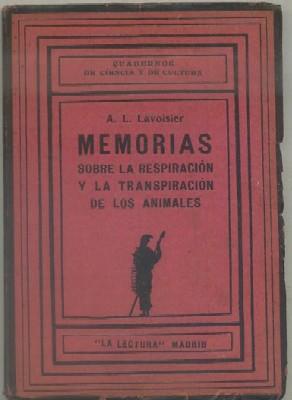 CUADERNOS
DE CIENCIA Y DE CULTURA
A. L. Lavoisier
MEMORIAS
SOBRE LA RESPIRACIÓN
Y LA TRANSPIRACIÓN
DE LOS ANIMALES
"LA LECTURA" MADRID